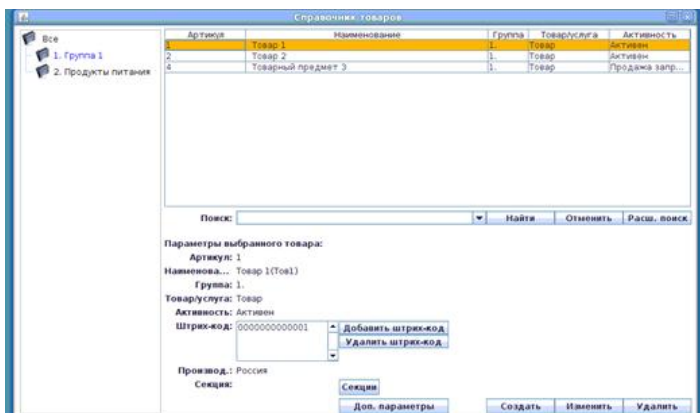 Справочник товаров
Все
1. Группа 1
2. Продукты питания
Артикул Наименование Группа Товар/услуга Активность
1 Товар 1 1. Товар Активен
2 Товар 2 1. Товар Активен
4 Товарный предмет 3 1. Товар Продажа запр...
Поиск: Найти Отменить Расш. поиск
Параметры выбранного товара:
Артикул: 1
Наименова... Товар 1(Тов1)
Группа: 1.
Товар/услуга: Товар
Активность: Активен
Штрих-код: 0000000000001 Добавить штрих-код
Удалить штрих-код
Производ.: Россия
Секция: Секции
Доп. параметры Создать Изменить Удалить